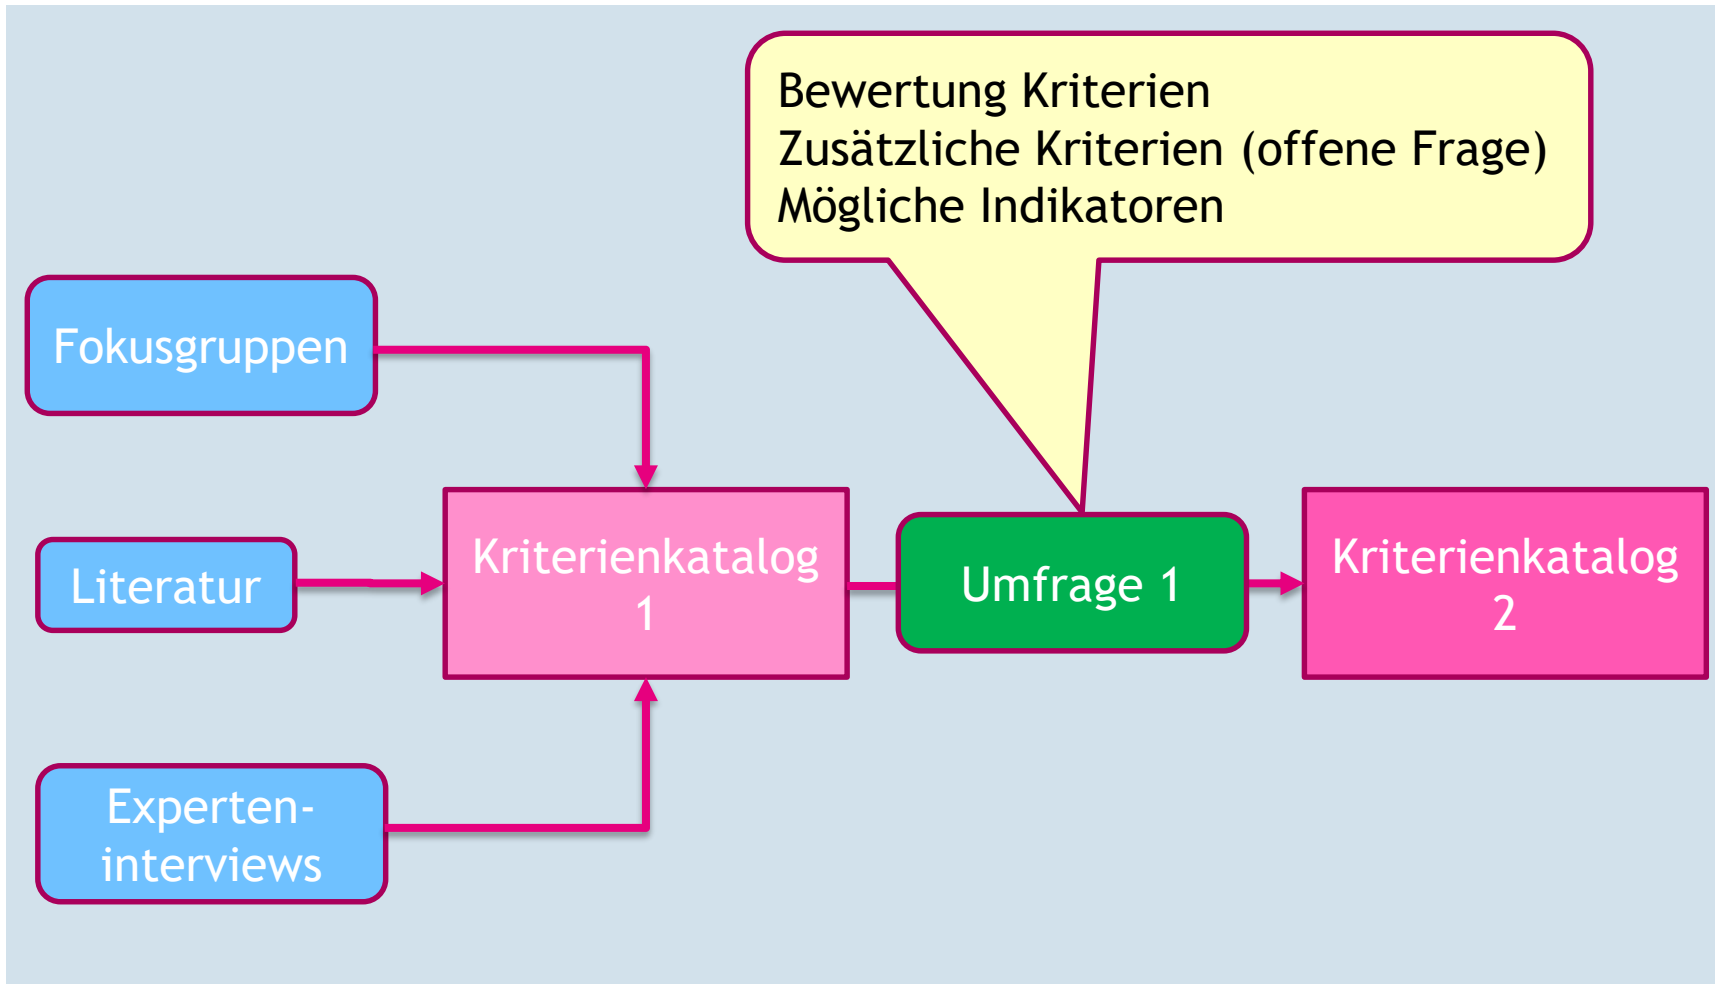 Bewertung Kriterien
Zusätzliche Kriterien (offene Frage)
Mögliche Indikatoren
Fokusgruppen
Literatur
Kriterienkatalog
1
Umfrage 1
Kriterienkatalog
2
Experten-
interviews